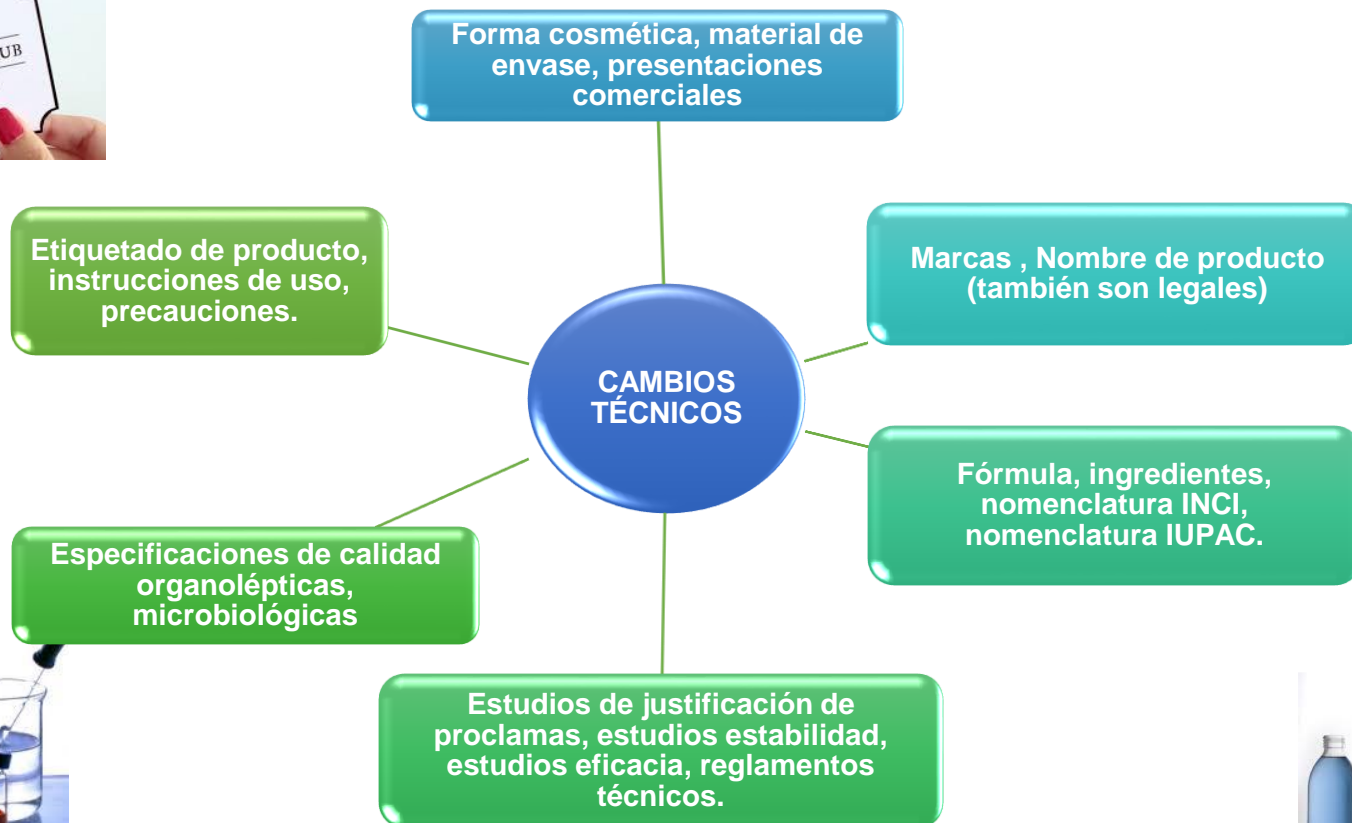 UB
Forma cosmética, material de
envase, presentaciones
comerciales
Etiquetado de producto,
instrucciones de uso,
precauciones.
Marcas , Nombre de producto
(también son legales)
CAMBIOS
TÉCNICOS
Fórmula, ingredientes,
nomenclatura INCI,
nomenclatura IUPAC.
Especificaciones de calidad
organolépticas,
microbiológicas
Estudios de justificación de
proclamas, estudios estabilidad,
estudios eficacia, reglamentos
técnicos.